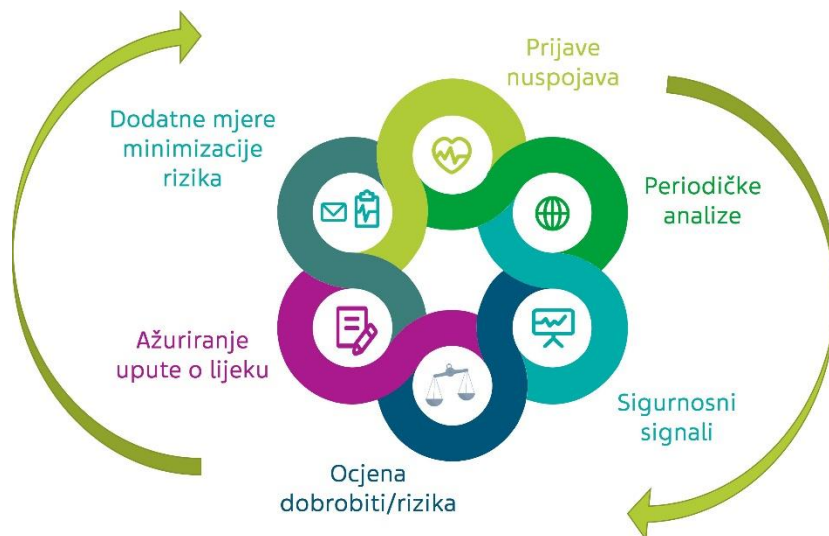 Prijave
nuspojava
Periodičke
analize
Sigurnosni
signali
Ocjena
dobrobiti/rizika
Ažuriranje
upute o lijeku
Dodatne mjere
minimizacije
rizika